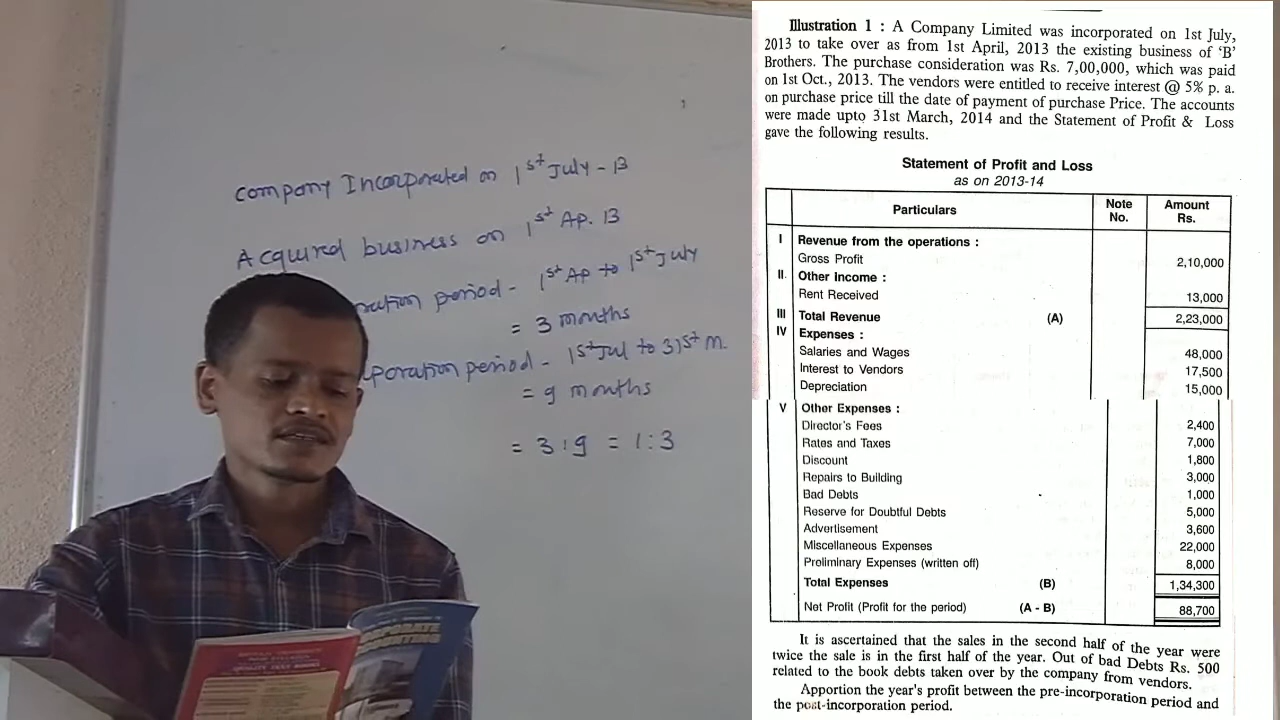 company Incorporated on 1st July - 13
Acquired business on 1st Ap. 13
ration period - 1st Ap to 1st July
= 3 months
poration period - 1st Jul to 31st M.
= 9 months
= 3:9 = 1:3
Illustration 1 : A Company Limited was incorporated on 1st July,
2013 to take over as from 1st April, 2013 the existing business of 'B'
Brothers. The purchase consideration was Rs. 7,00,000, which was paid
on 1st Oct., 2013. The vendors were entitled to receive interest @ 5% p. a.
on purchase price till the date of payment of purchase Price. The accounts
were made upto 31st March, 2014 and the Statement of Profit & Loss
gave the following results.
Statement of Profit and Loss
as on 2013-14
Particulars Note No. Amount Rs.
I Revenue from the operations :
Gross Profit 2,10,000
II. Other Income :
Rent Received 13,000
III Total Revenue (A) 2,23,000
IV Expenses :
Salaries and Wages 48,000
Interest to Vendors 17,500
Depreciation 15,000
V Other Expenses :
Director's Fees 2,400
Rates and Taxes 7,000
Discount 1,800
Repairs to Building 3,000
Bad Debts 1,000
Reserve for Doubtful Debts 5,000
Advertisement 3,600
Miscellaneous Expenses 22,000
Preliminary Expenses (written off) 8,000
Total Expenses (B) 1,34,300
Net Profit (Profit for the period) (A - B) 88,700
It is ascertained that the sales in the second half of the year were
twice the sale is in the first half of the year. Out of bad Debts Rs. 500
related to the book debts taken over by the company from vendors.
Apportion the year's profit between the pre-incorporation period and
the post-incorporation period.